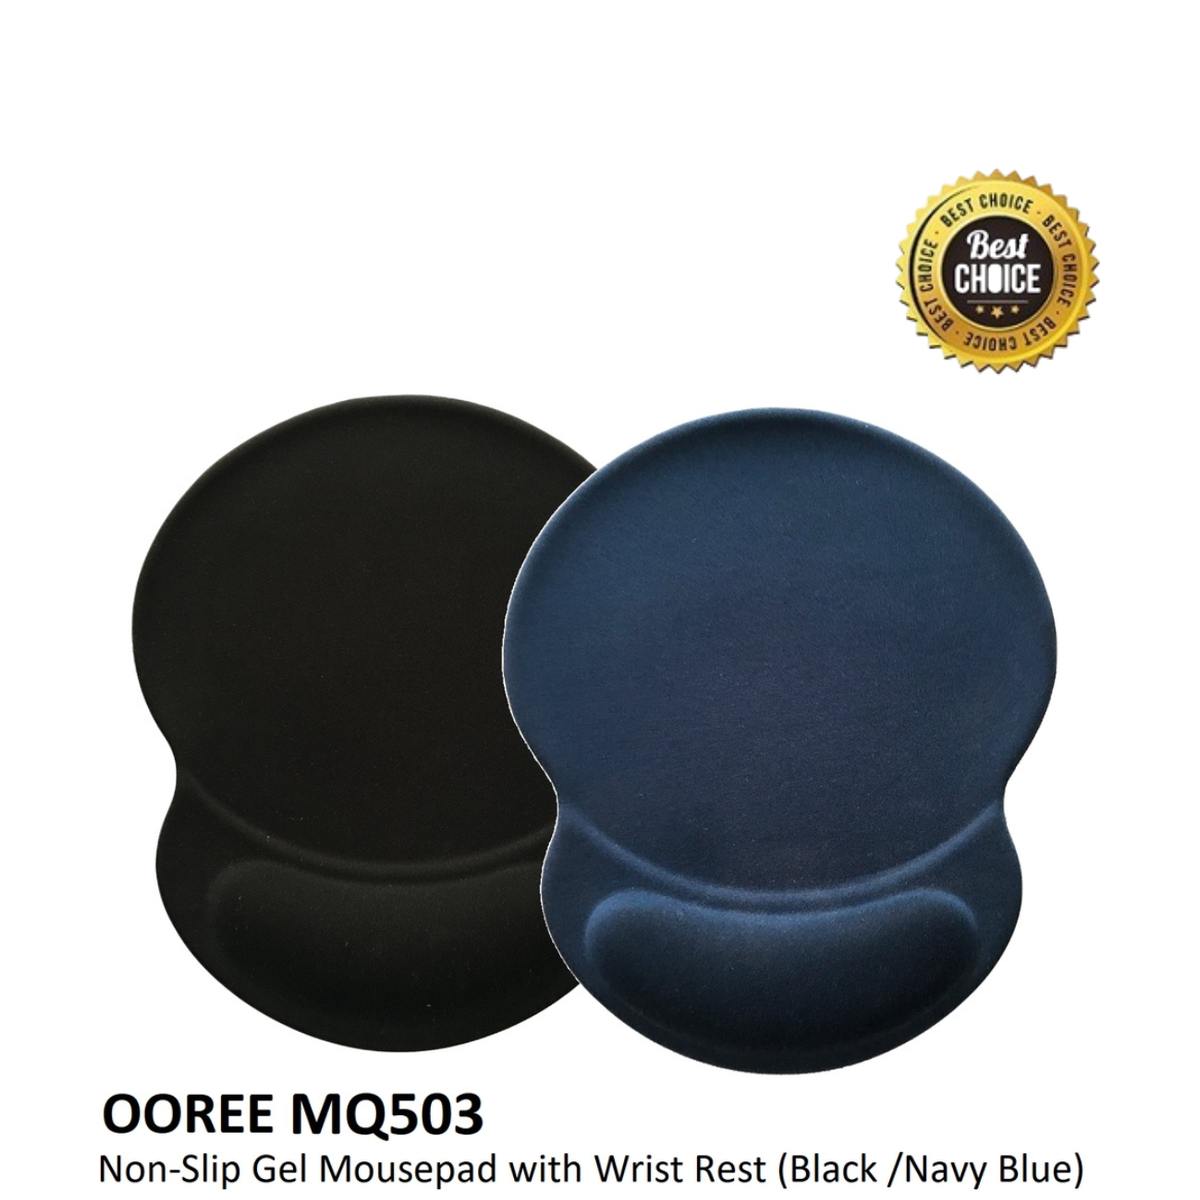 BEST CHOICE · BEST CHOICE · BEST CHOICE · BEST CHOICE ·
Best
CHOICE
OOREE MQ503
Non-Slip Gel Mousepad with Wrist Rest (Black /Navy Blue)